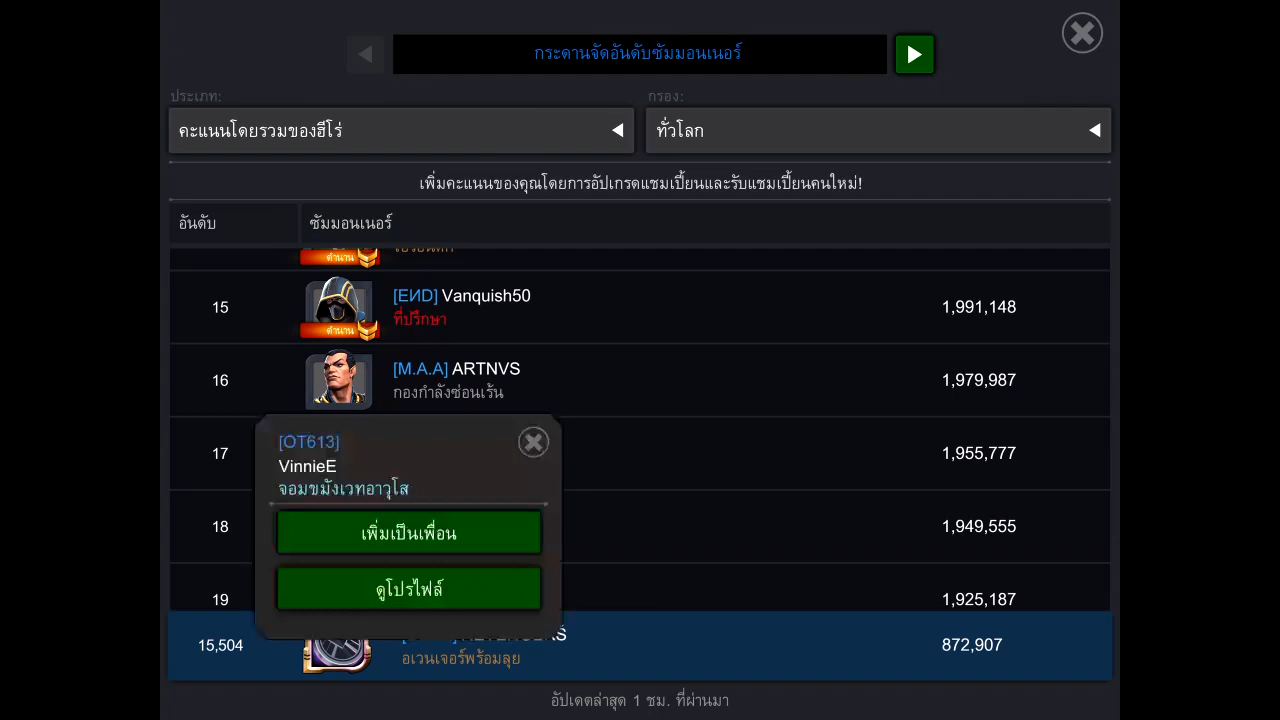 กระดานจัดอันดับซัมมอนเนอร์
ประเภท:
กรอง:
คะแนนโดยรวมของฮีโร่
ทั่วโลก
เพิ่มคะแนนของคุณโดยการอัปเกรดแชมเปี้ยนและรับแชมเปี้ยนคนใหม่!
อันดับ
ซัมมอนเนอร์
ตำนาน
15
[EИD] Vanquish50
ที่ปรึกษา
ตำนาน
1,991,148
16
[M.A.A] ARTNVS
กองกำลังซ่อนเร้น
1,979,987
17
1,955,777
18
1,949,555
19
1,925,187
[OT613]
VinnieE
จอมขมังเวทอาวุโส
เพิ่มเป็นเพื่อน
ดูโปรไฟล์
15,504
อเวนเจอร์พร้อมลุย
872,907
อัปเดตล่าสุด 1 ชม. ที่ผ่านมา